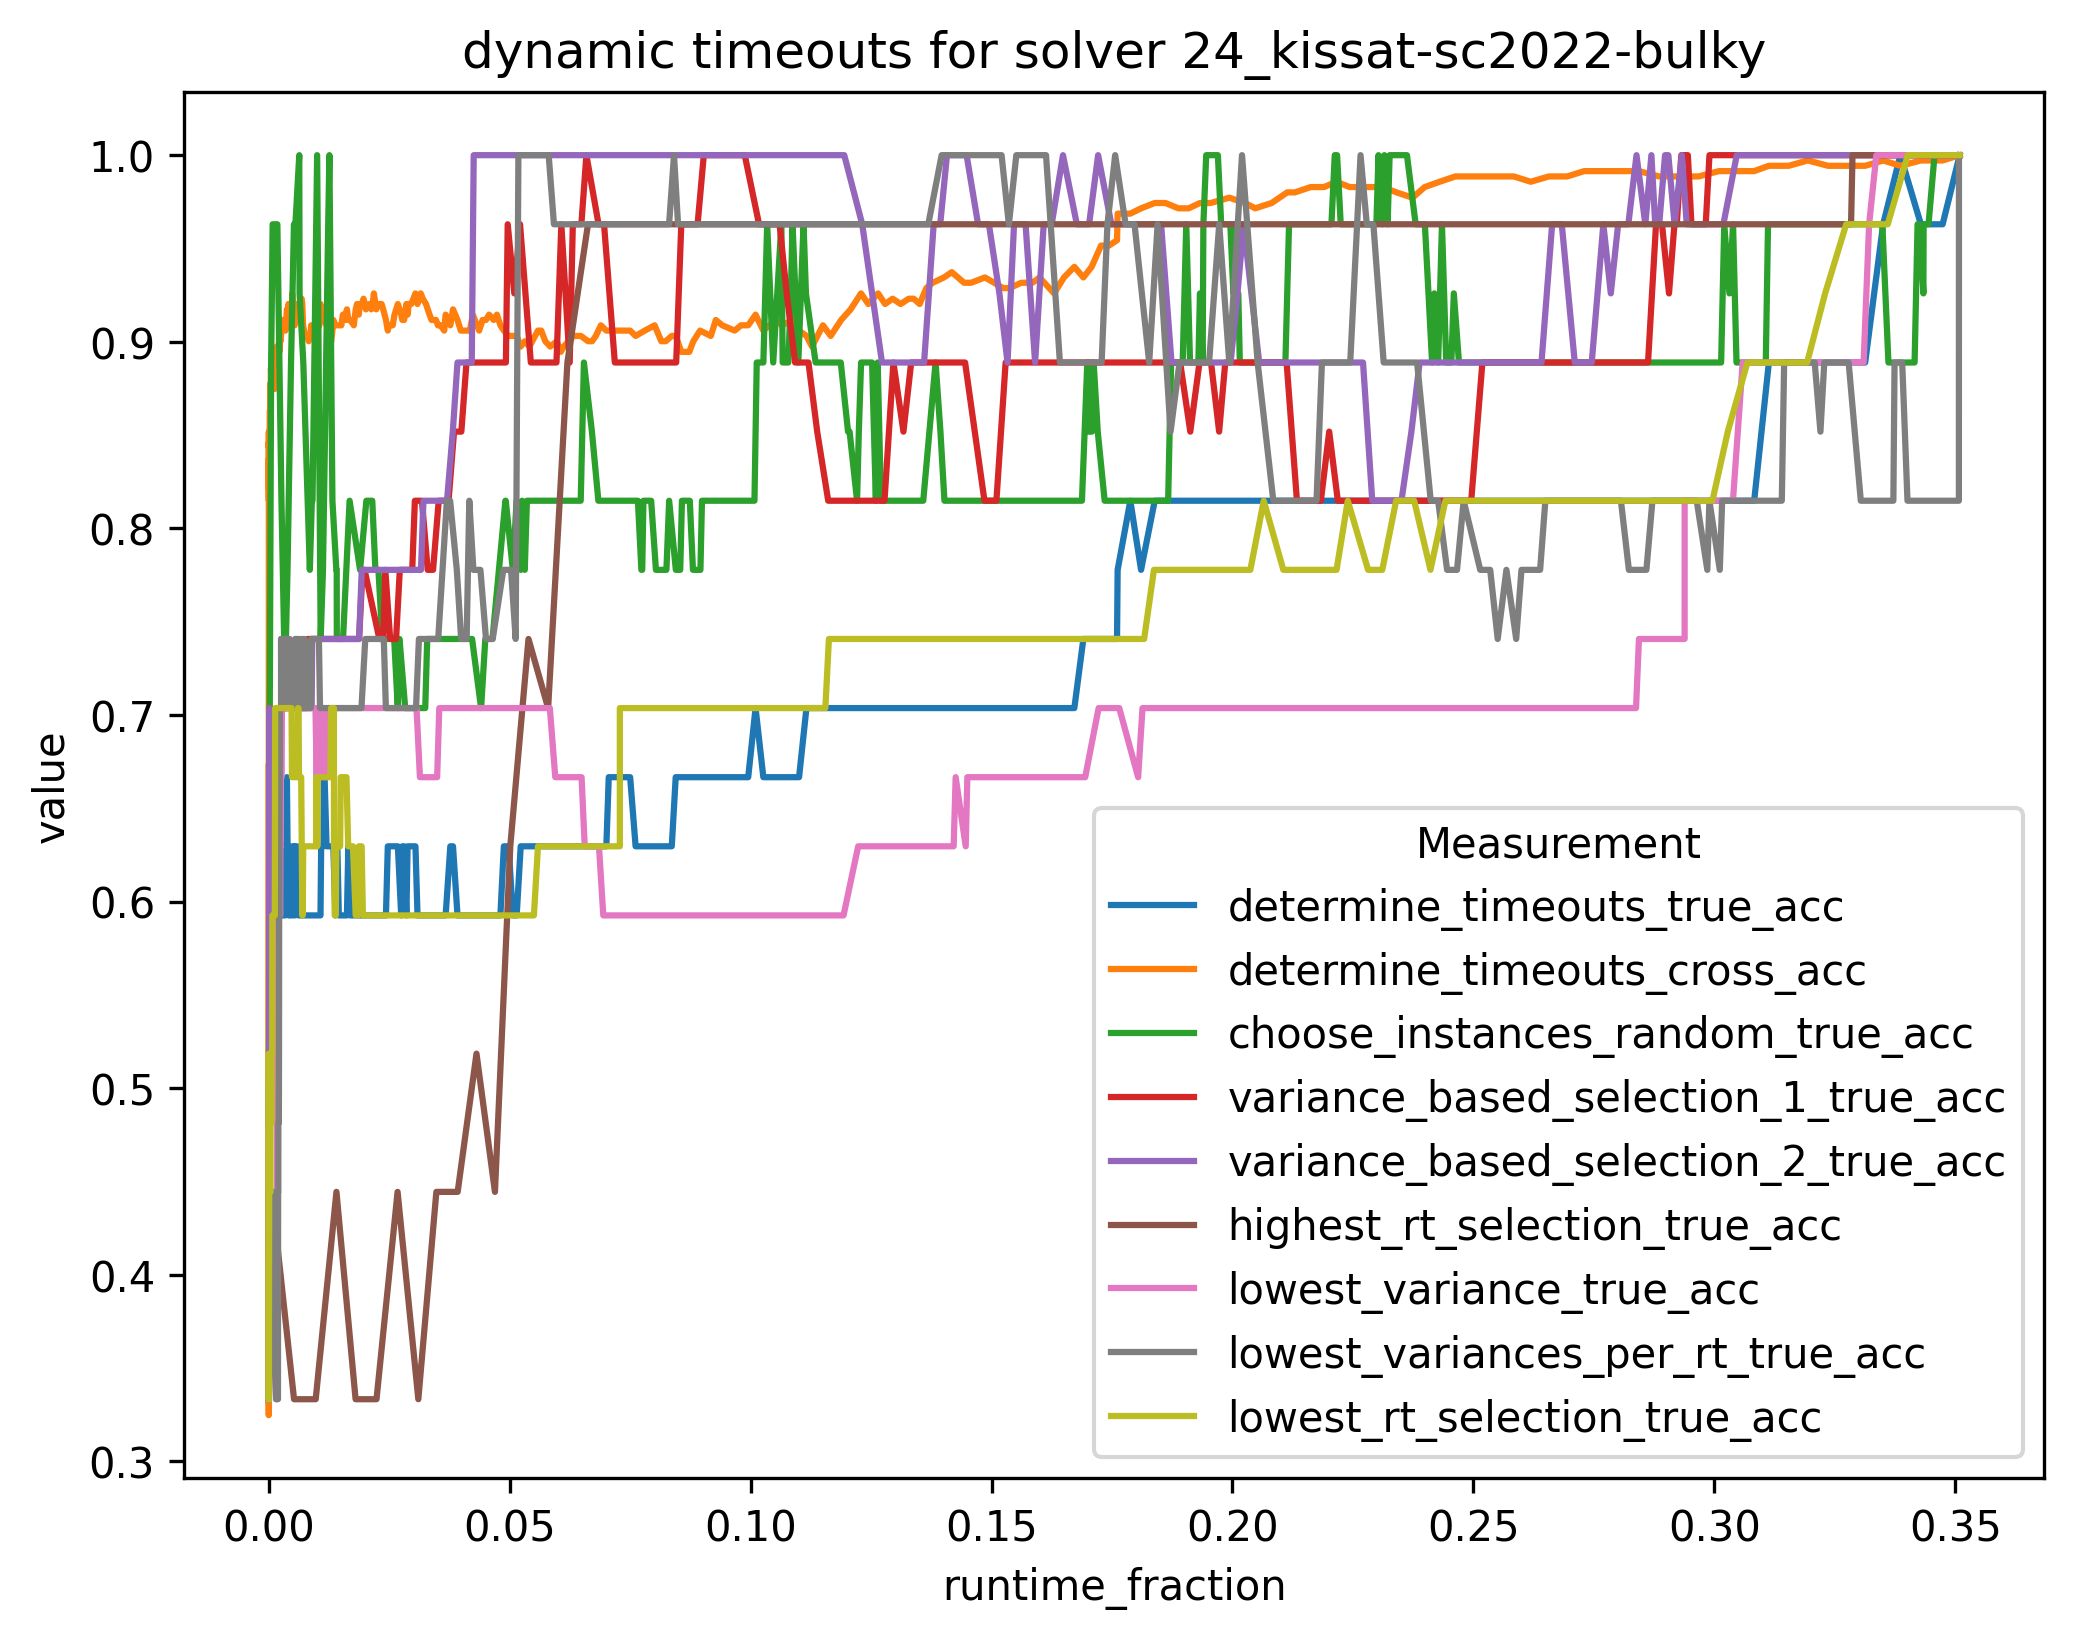 dynamic timeouts for solver 24_kissat-sc2022-bulky
1.0
0.9
0.8
0.7
0.6
0.5
0.4
0.3
value
0.00 0.05 0.10 0.15 0.20 0.25 0.30 0.35
runtime_fraction
Measurement
determine_timeouts_true_acc
determine_timeouts_cross_acc
choose_instances_random_true_acc
variance_based_selection_1_true_acc
variance_based_selection_2_true_acc
highest_rt_selection_true_acc
lowest_variance_true_acc
lowest_variances_per_rt_true_acc
lowest_rt_selection_true_acc